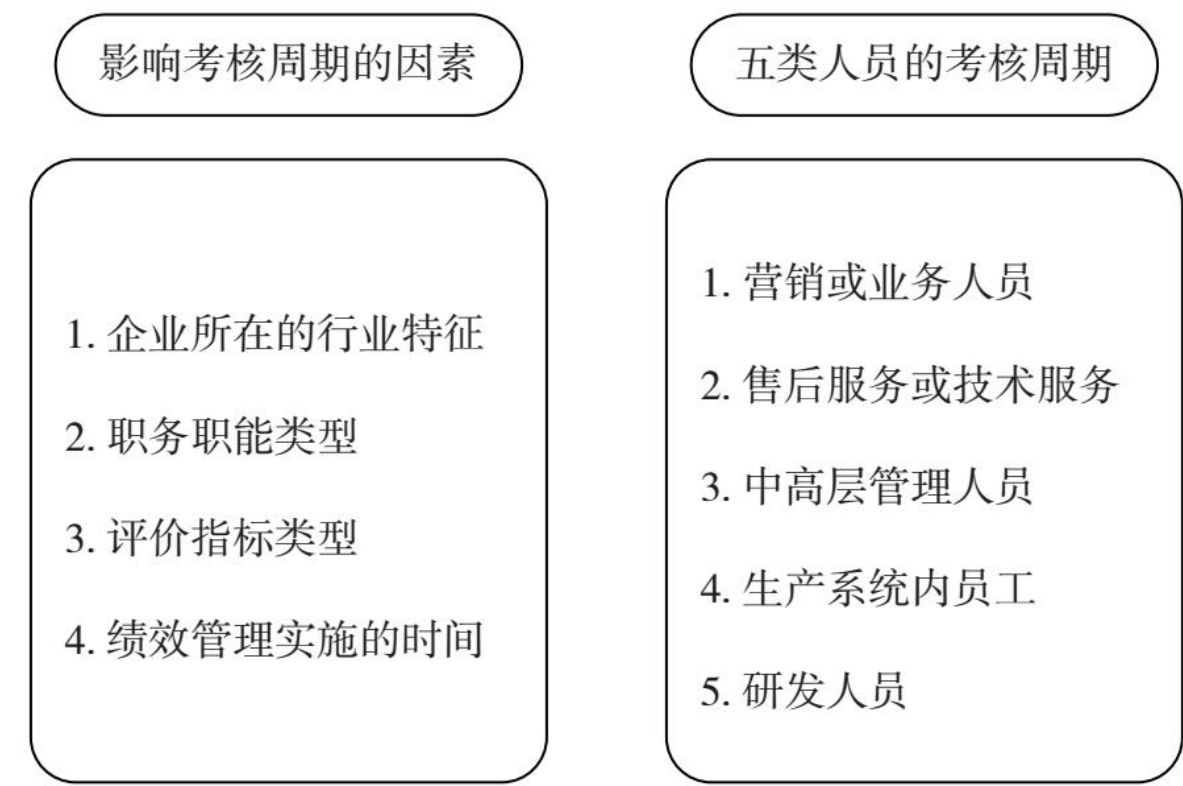 影响考核周期的因素
1. 企业所在的行业特征
2. 职务职能类型
3. 评价指标类型
4. 绩效管理实施的时间
五类人员的考核周期
1. 营销或业务人员
2. 售后服务或技术服务
3. 中高层管理人员
4. 生产系统内员工
5. 研发人员